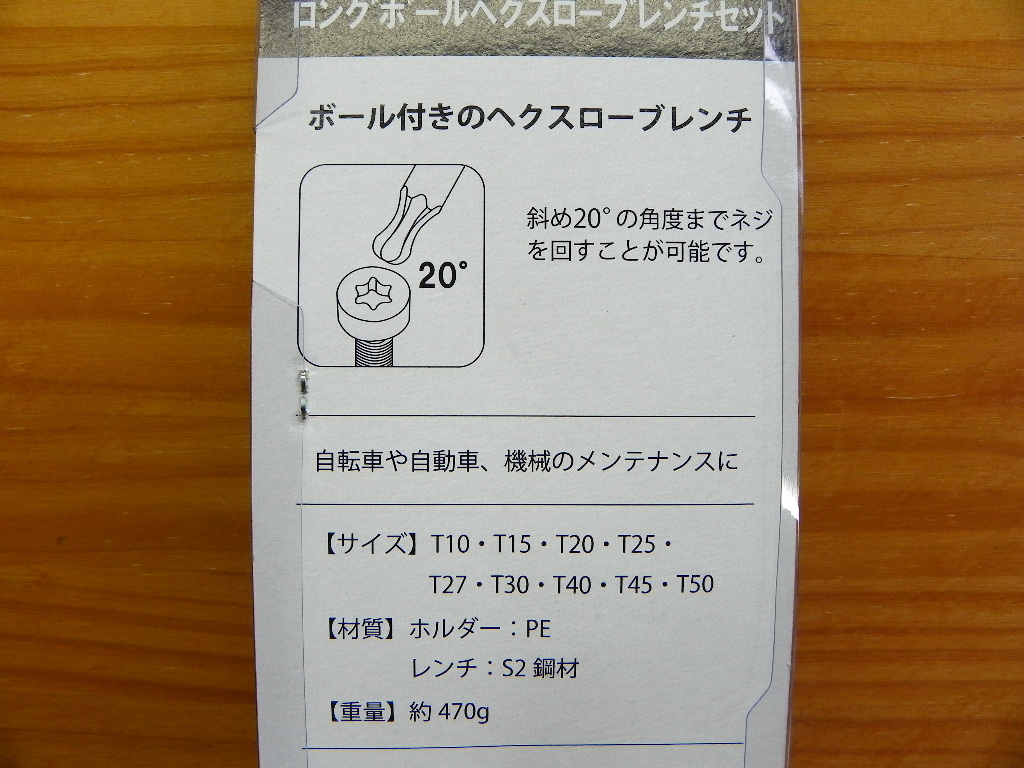 ロングボールヘクスローブレンチセット
ボール付きのヘクスローブレンチ
20°
斜め20°の角度までネジ
を回すことが可能です。
自転車や自動車、機械のメンテナンスに
【サイズ】T10・T15・T20・T25・
T27・T30・T40・T45・T50
【材質】ホルダー：PE
レンチ：S2 鋼材
【重量】約 470g